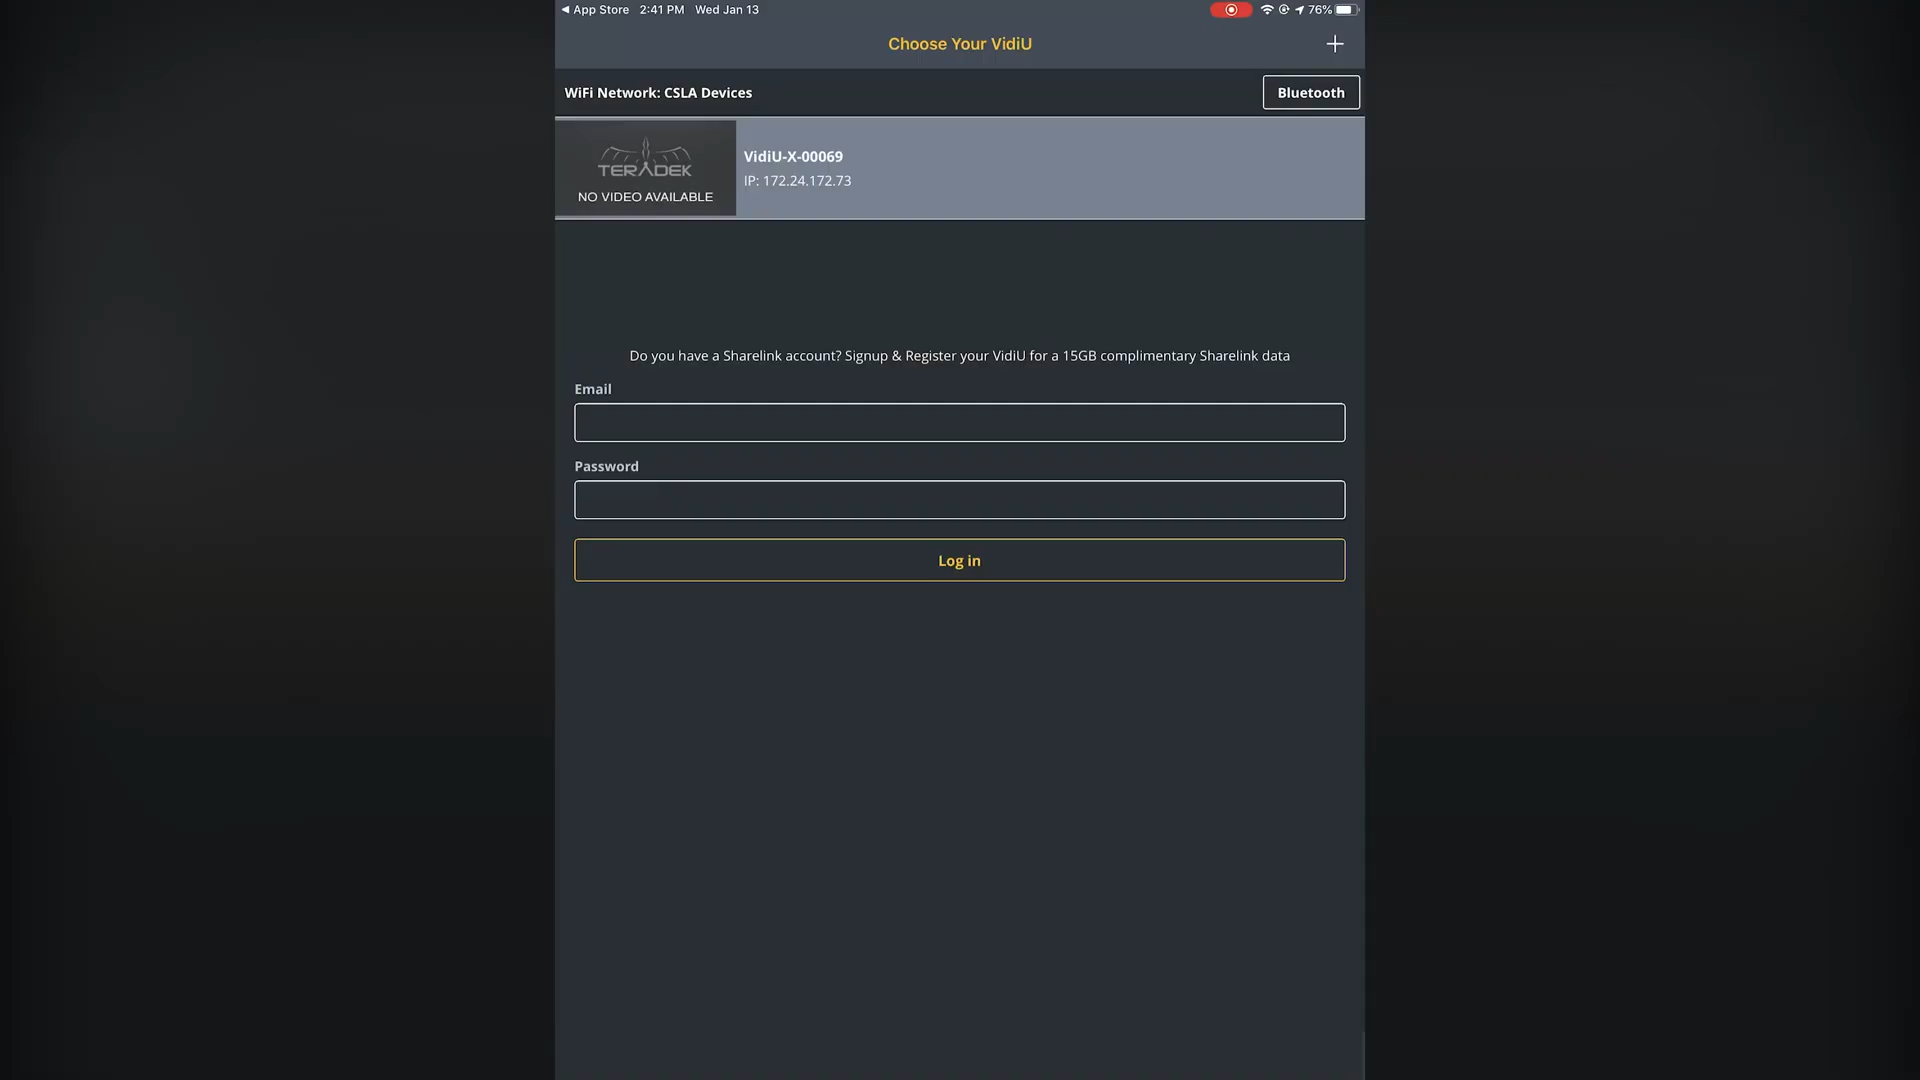 ◀ App Store 2:41 PM Wed Jan 13 76%
Choose Your VidiU
+
WiFi Network: CSLA Devices
Bluetooth
TERADEK
NO VIDEO AVAILABLE
VidiU-X-00069
IP: 172.24.172.73
Do you have a Sharelink account? Signup & Register your VidiU for a 15GB complimentary Sharelink data
Email
Password
Log in